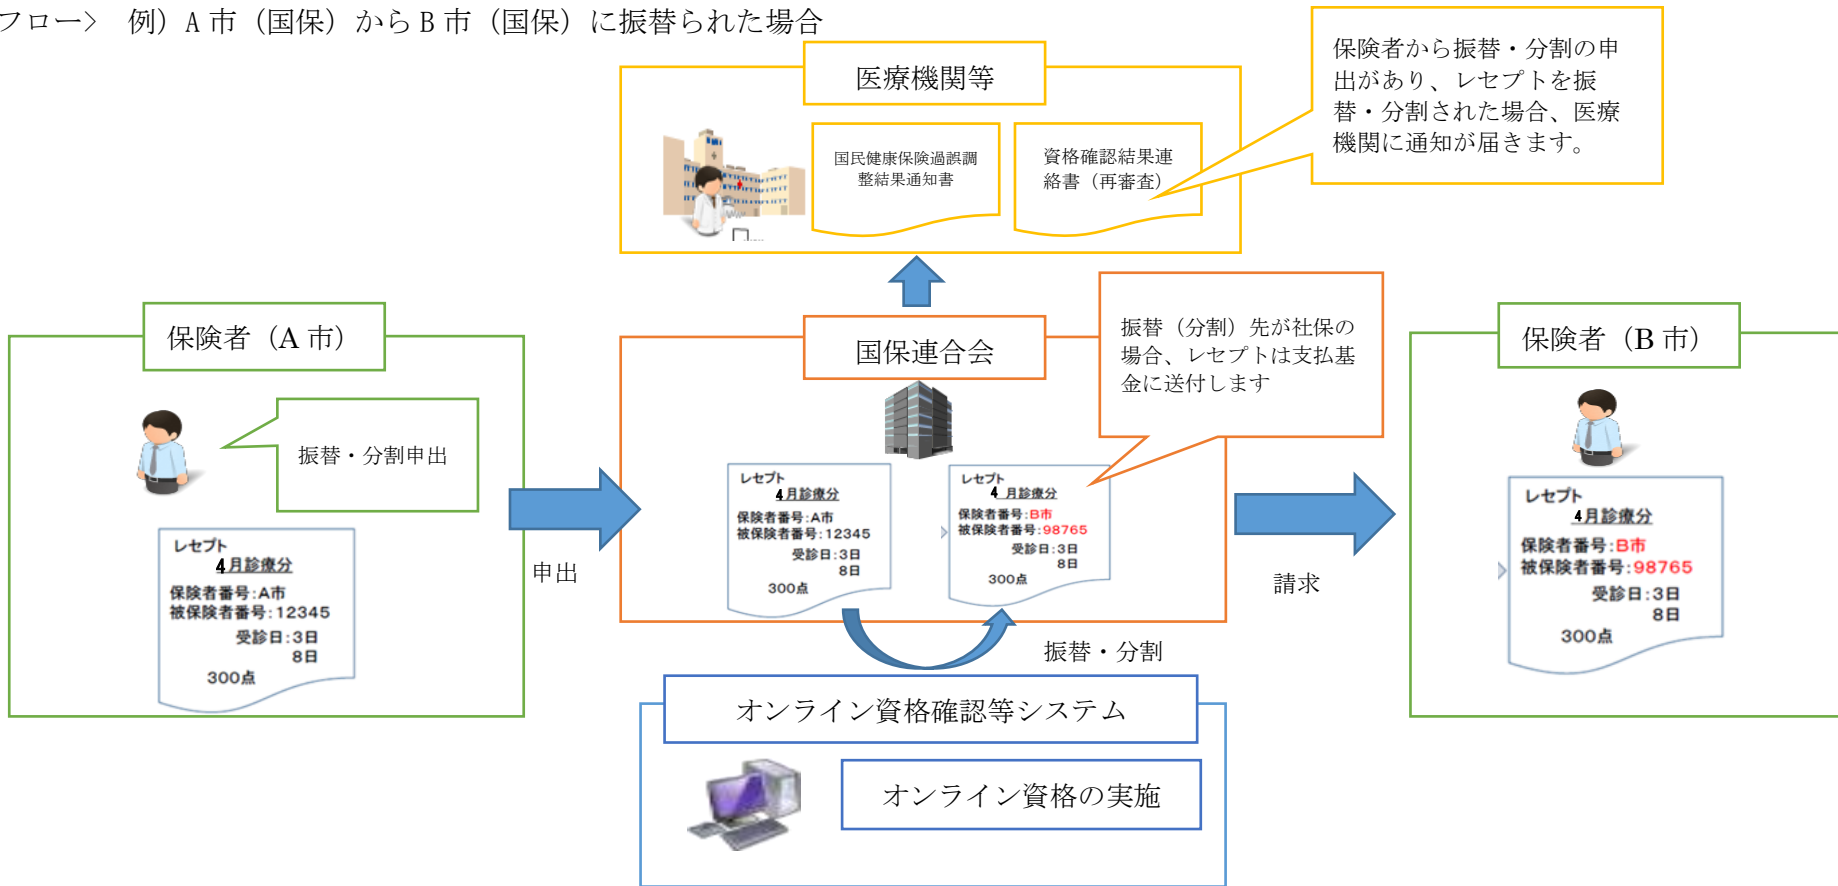 フロー〉 例）A 市（国保）から B 市（国保）に振替られた場合
医療機関等
国民健康保険過誤調
整結果通知書
資格確認結果連
絡書（再審査）
保険者から振替・分割の申
出があり、レセプトを振
替・分割された場合、医療
機関に通知が届きます。
保険者（A 市）
振替・分割申出
レセプト
4月診療分
保険者番号:A市
被保険者番号:12345
受診日:3日
8日
300点
申出
国保連合会
振替（分割）先が社保の
場合、レセプトは支払基
金に送付します
レセプト
4月診療分
保険者番号:A市
被保険者番号:12345
受診日:3日
8日
300点
レセプト
4 月診療分
保険者番号:B市
被保険者番号:98765
受診日:3日
8日
300点
振替・分割
請求
保険者（B 市）
レセプト
4月診療分
保険者番号:B市
被保険者番号:98765
受診日:3日
8日
300点
オンライン資格確認等システム
オンライン資格の実施